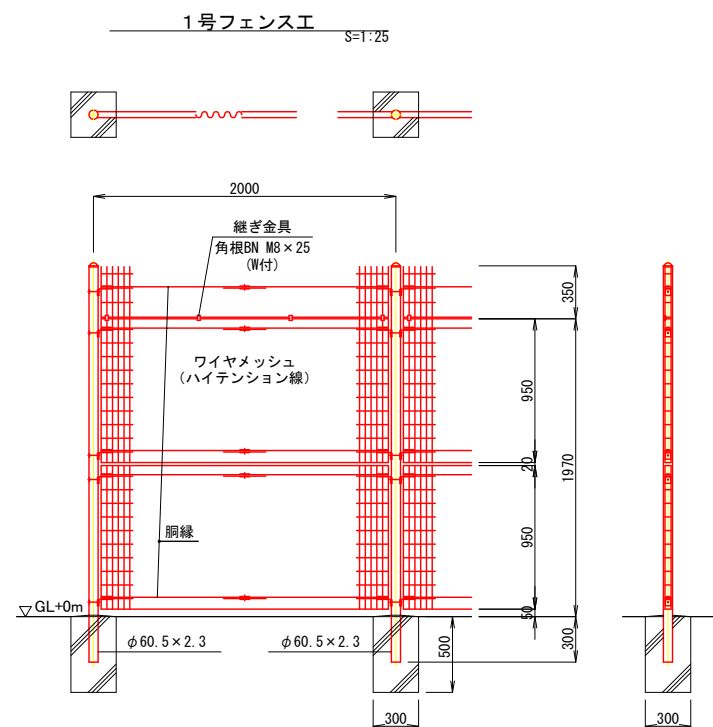 1号フェンス工
S=1:25
2000
継ぎ金具
角根BN M8×25
(W付)
350
ワイヤメッシュ
(ハイテンション線)
950
20
1970
胴縁
950
50
GL+0m
φ60.5×2.3
φ60.5×2.3
500
300
300
300